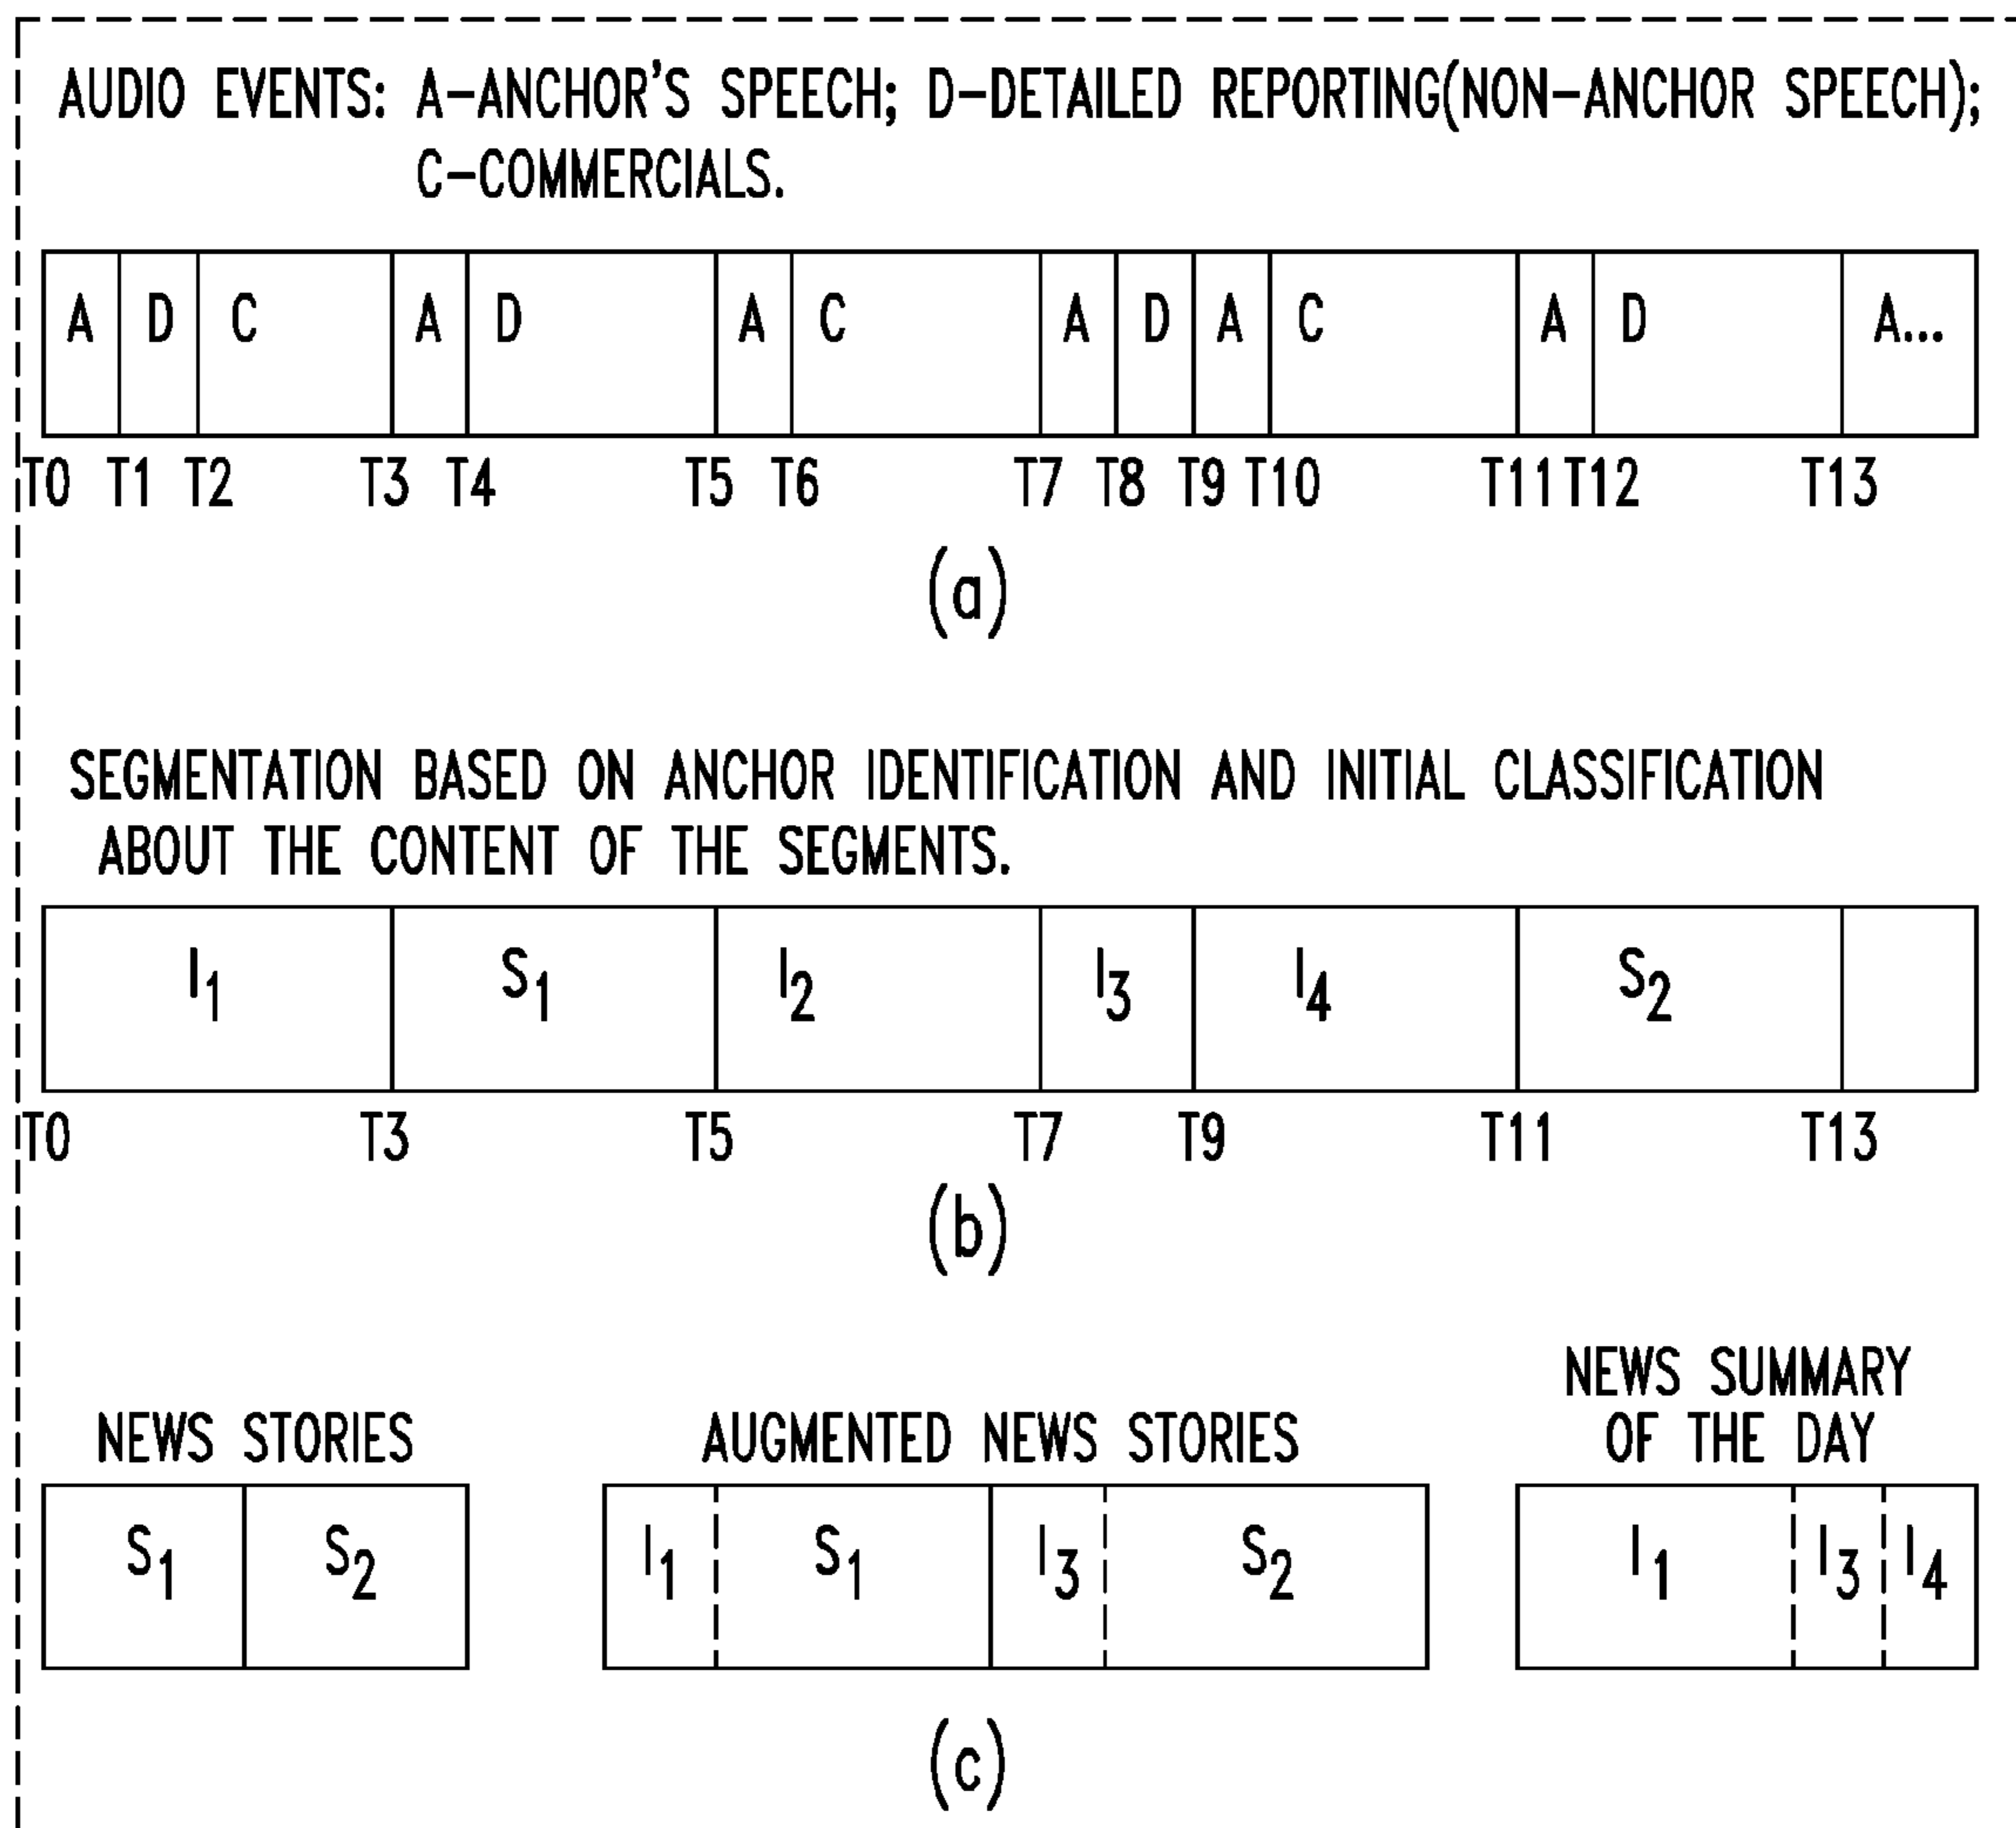 AUDIO EVENTS: A-ANCHOR'S SPEECH; D-DETAILED REPORTING(NON-ANCHOR SPEECH);
C-COMMERCIALS.
A D C A D A C A D A C A D A...
T0 T1 T2 T3 T4 T5 T6 T7 T8 T9 T10 T11 T12 T13
(a)
SEGMENTATION BASED ON ANCHOR IDENTIFICATION AND INITIAL CLASSIFICATION
ABOUT THE CONTENT OF THE SEGMENTS.
I1 S1 I2 I3 I4 S2
T0 T3 T5 T7 T9 T11 T13
(b)
NEWS STORIES
S1 S2
AUGMENTED NEWS STORIES
I1 S1 I3 S2
NEWS SUMMARY
OF THE DAY
I1 I3 I4
(c)